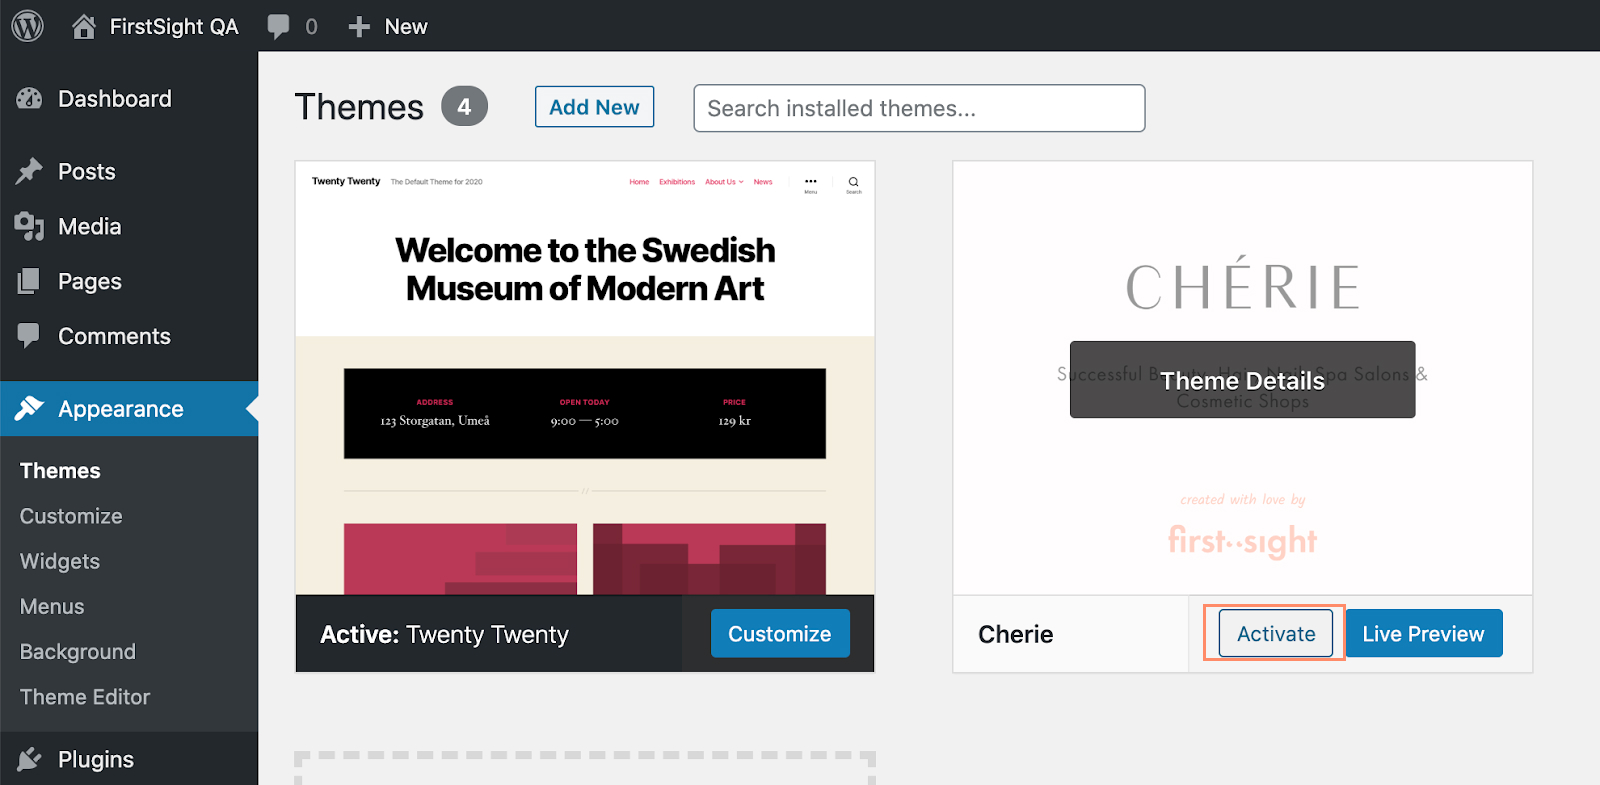 FirstSight QA 0 New
Dashboard
Posts
Media
Pages
Comments
Appearance
Themes
Customize
Widgets
Menus
Background
Theme Editor
Plugins
Themes 4 Add New Search installed themes...
Twenty Twenty The Default Theme for 2020 Home Exhibitions About Us News Menu Search
Welcome to the Swedish
Museum of Modern Art
ADDRESS OPEN TODAY PRICE
123 Storgatan, Umeå 9:00 — 5:00 129 kr
//
Active: Twenty Twenty Customize
CHÉRIE
Successful Beauty, Hair, Nail, Spa Salons &
Theme Details
Cosmetic Shops
created with love by
first··sight
Cherie Activate Live Preview